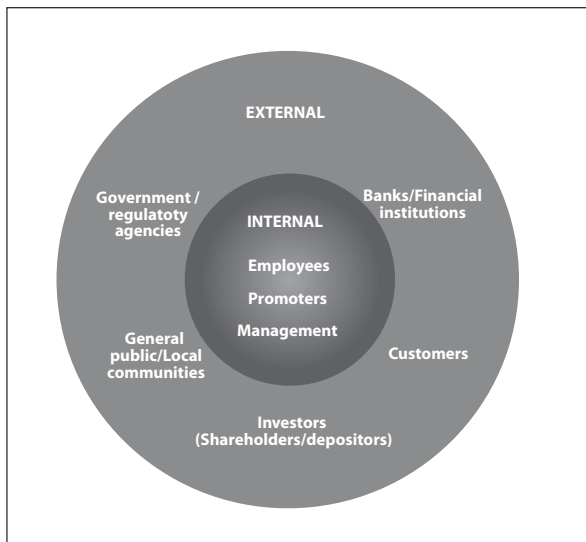 EXTERNAL
Government /
regulatoty
agencies
Banks/Financial
institutions
INTERNAL
Employees
Promoters
Management
General
public/Local
communities
Customers
Investors
(Shareholders/depositors)